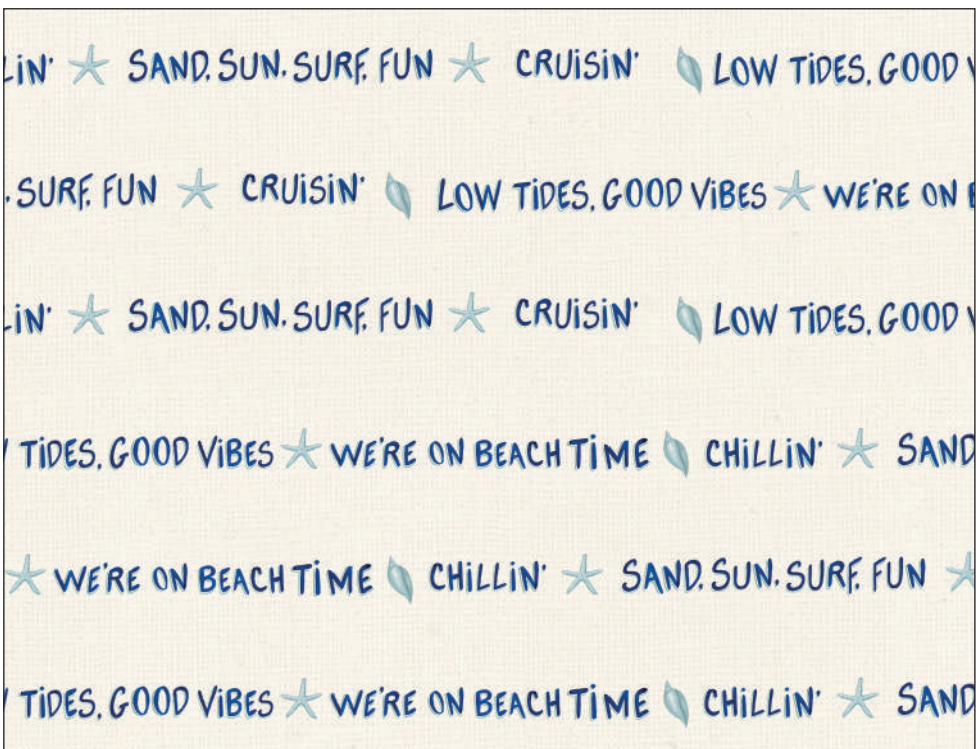 LiN' SAND. SUN. SURF. FUN CRUiSiN' LOW TiDES, GOOD V
. SURF. FUN CRUiSiN' LOW TiDES, GOOD ViBES WE'RE ON B
LiN' SAND. SUN. SURF. FUN CRUiSiN' LOW TiDES, GOOD V
TiDES, GOOD ViBES WE'RE ON BEACH TiME CHiLLiN' SAND
WE'RE ON BEACH TiME CHiLLiN' SAND. SUN. SURF. FUN
TiDES, GOOD ViBES WE'RE ON BEACH TiME CHiLLiN' SAND